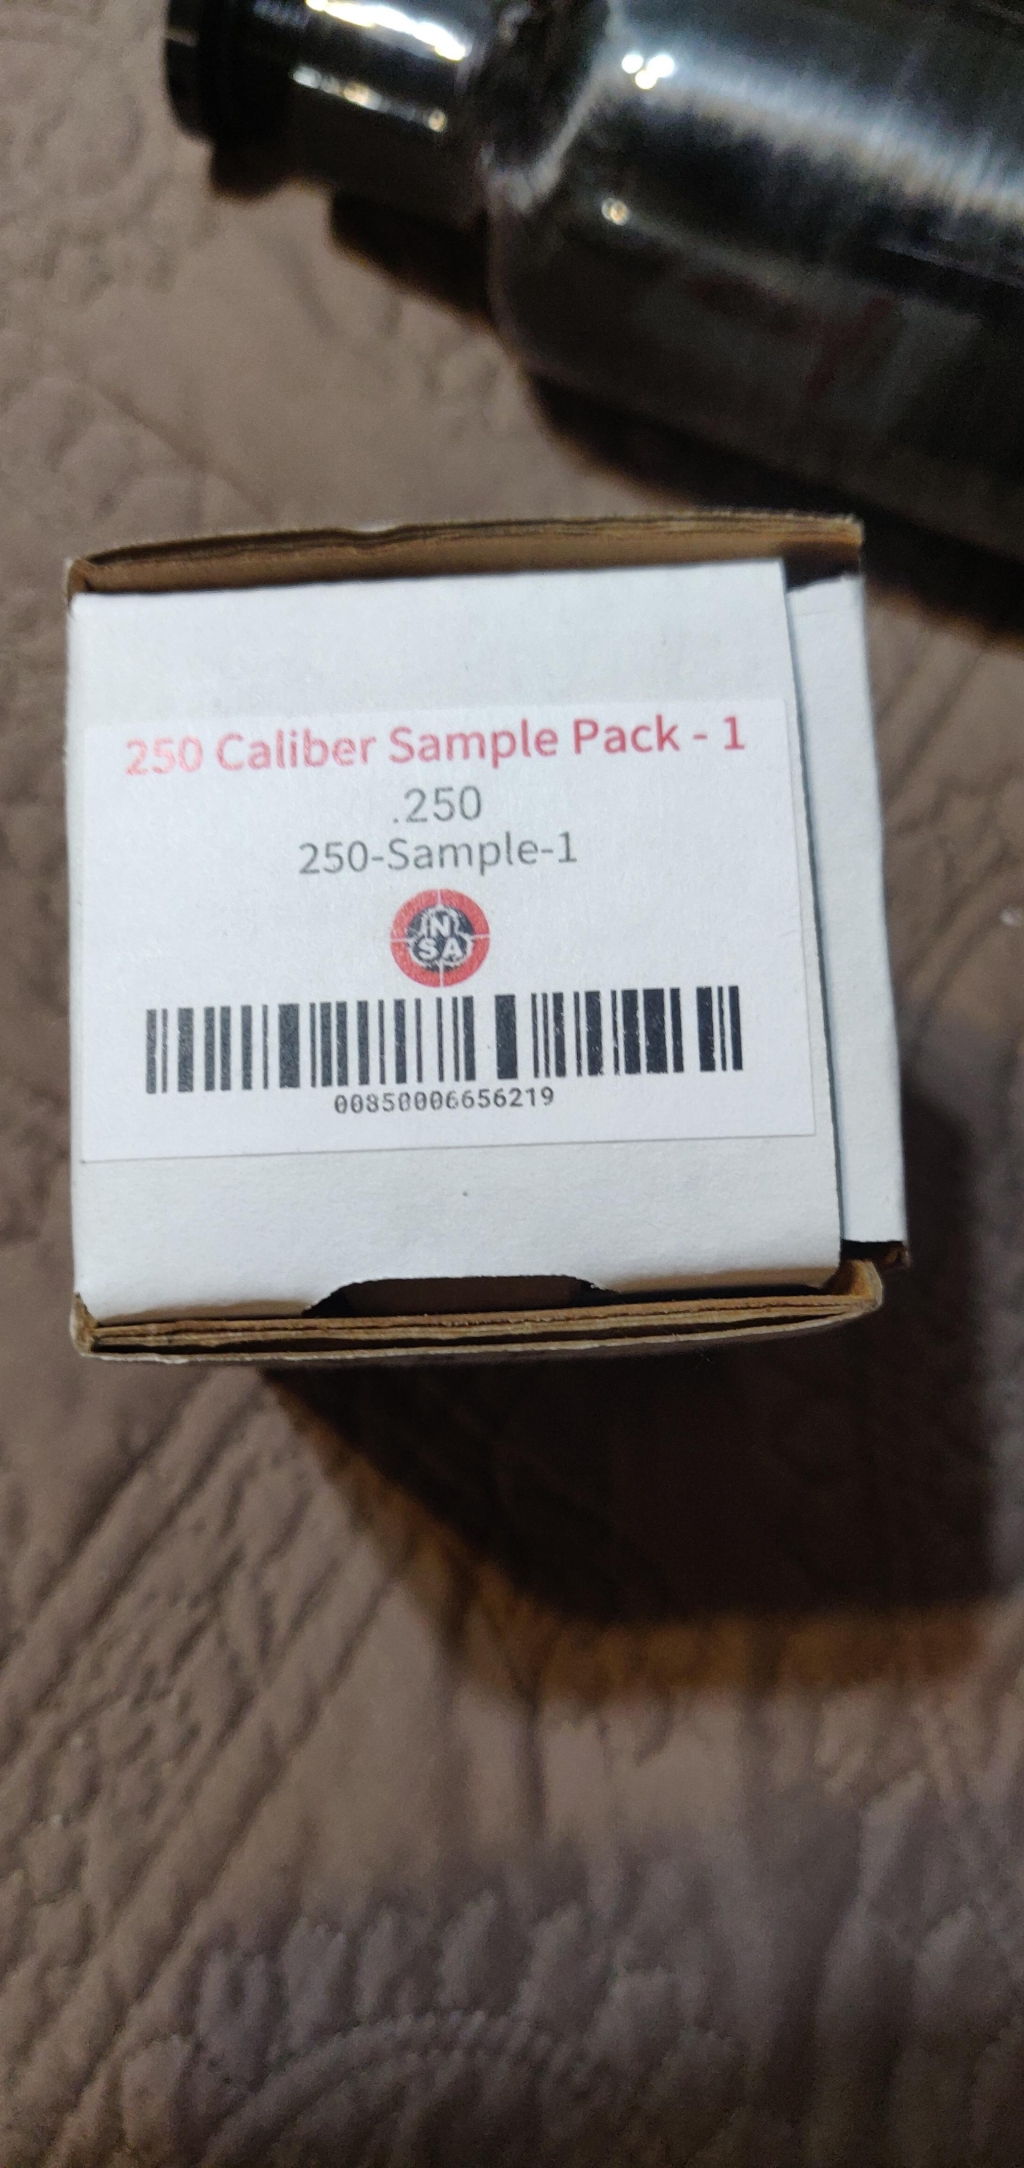 250 Caliber Sample Pack - 1
.250
250-Sample-1
N
SA
00850006656219